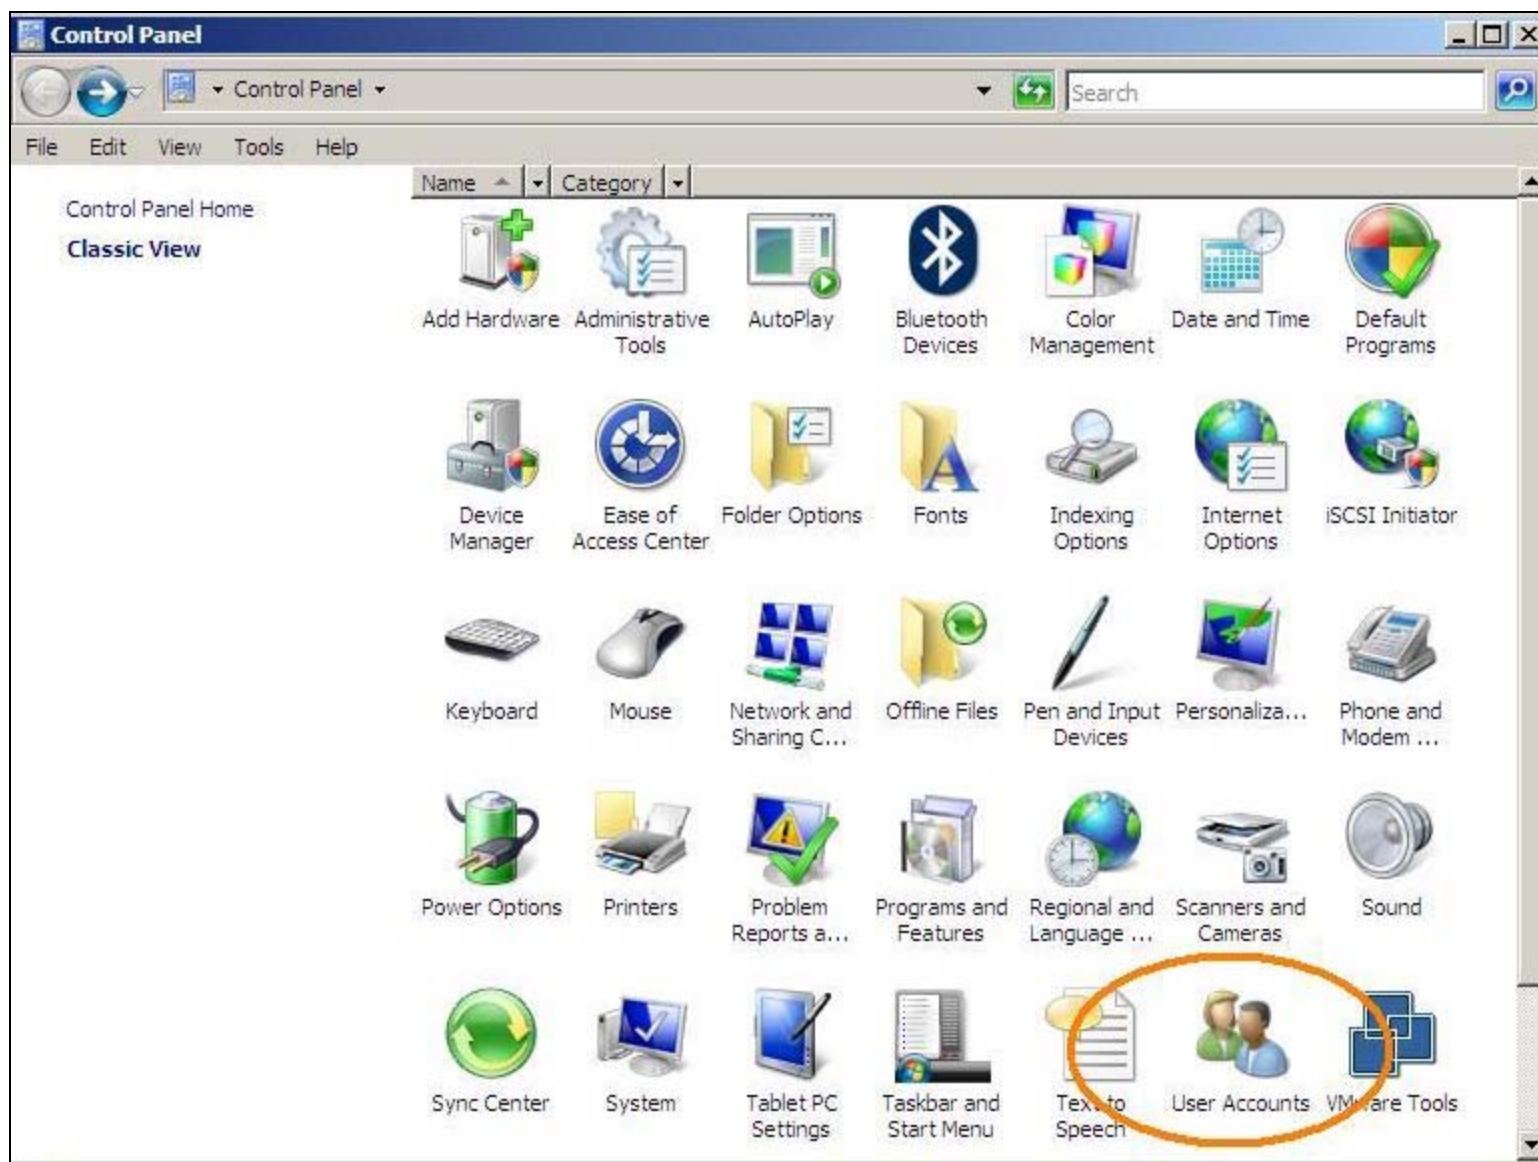 Control Panel
Control Panel
Search
File Edit View Tools Help
Control Panel Home
Classic View
Name Category
Add Hardware
Administrative
Tools
AutoPlay
Bluetooth
Devices
Color
Management
Date and Time
Default
Programs
Device
Manager
Ease of
Access Center
Folder Options
Fonts
Indexing
Options
Internet
Options
iSCSI Initiator
Keyboard
Mouse
Network and
Sharing C...
Offline Files
Pen and Input
Devices
Personaliza...
Phone and
Modem ...
Power Options
Printers
Problem
Reports a...
Programs and
Features
Regional and
Language ...
Scanners and
Cameras
Sound
Sync Center
System
Tablet PC
Settings
Taskbar and
Start Menu
Text to
Speech
User Accounts
VMware Tools